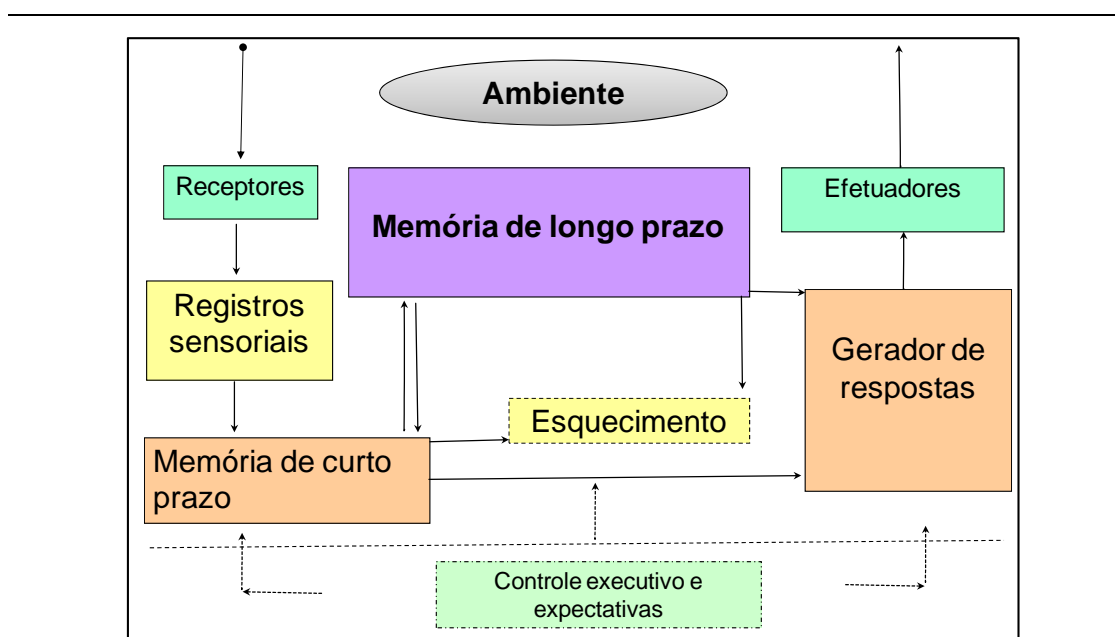 Ambiente
Receptores
Memória de longo prazo
Efetuadores
Registros
sensoriais
Gerador de
respostas
Esquecimento
Memória de curto
prazo
Controle executivo e
expectativas